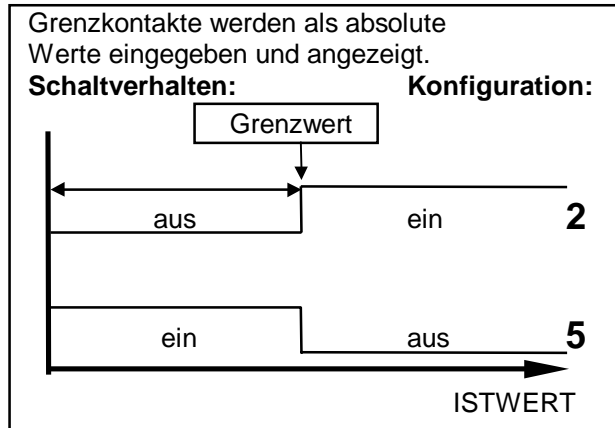 Grenzkontakte werden als absolute
Werte eingegeben und angezeigt.
Schaltverhalten: Konfiguration:
Grenzwert
aus ein 2
ein aus 5
ISTWERT